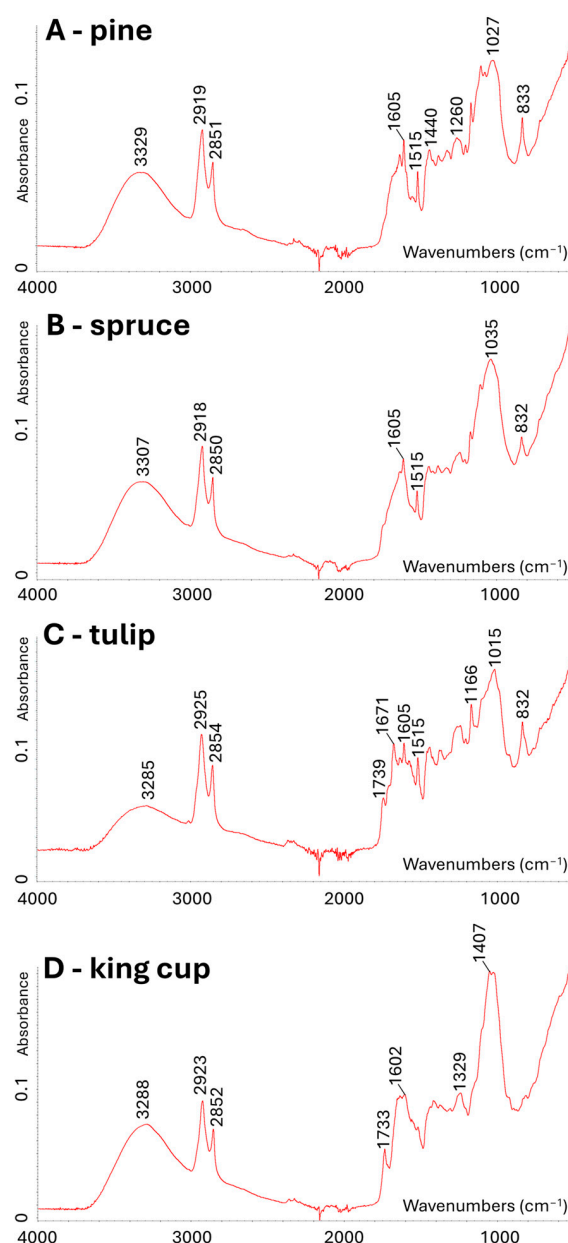 A - pine
Absorbance
0.1
0
3329
2919
2851
1605
1515
1440
1260
1027
833
Wavenumbers (cm⁻¹)
4000 3000 2000 1000
B - spruce
Absorbance
0.1
0
3307
2918
2850
1605
1515
1035
832
Wavenumbers (cm⁻¹)
4000 3000 2000 1000
C - tulip
Absorbance
0.1
0
3285
2925
2854
1739
1671
1605
1515
1166
1015
832
Wavenumbers (cm⁻¹)
4000 3000 2000 1000
D - king cup
Absorbance
0.1
0
3288
2923
2852
1733
1602
1329
1407
Wavenumbers (cm⁻¹)
4000 3000 2000 1000